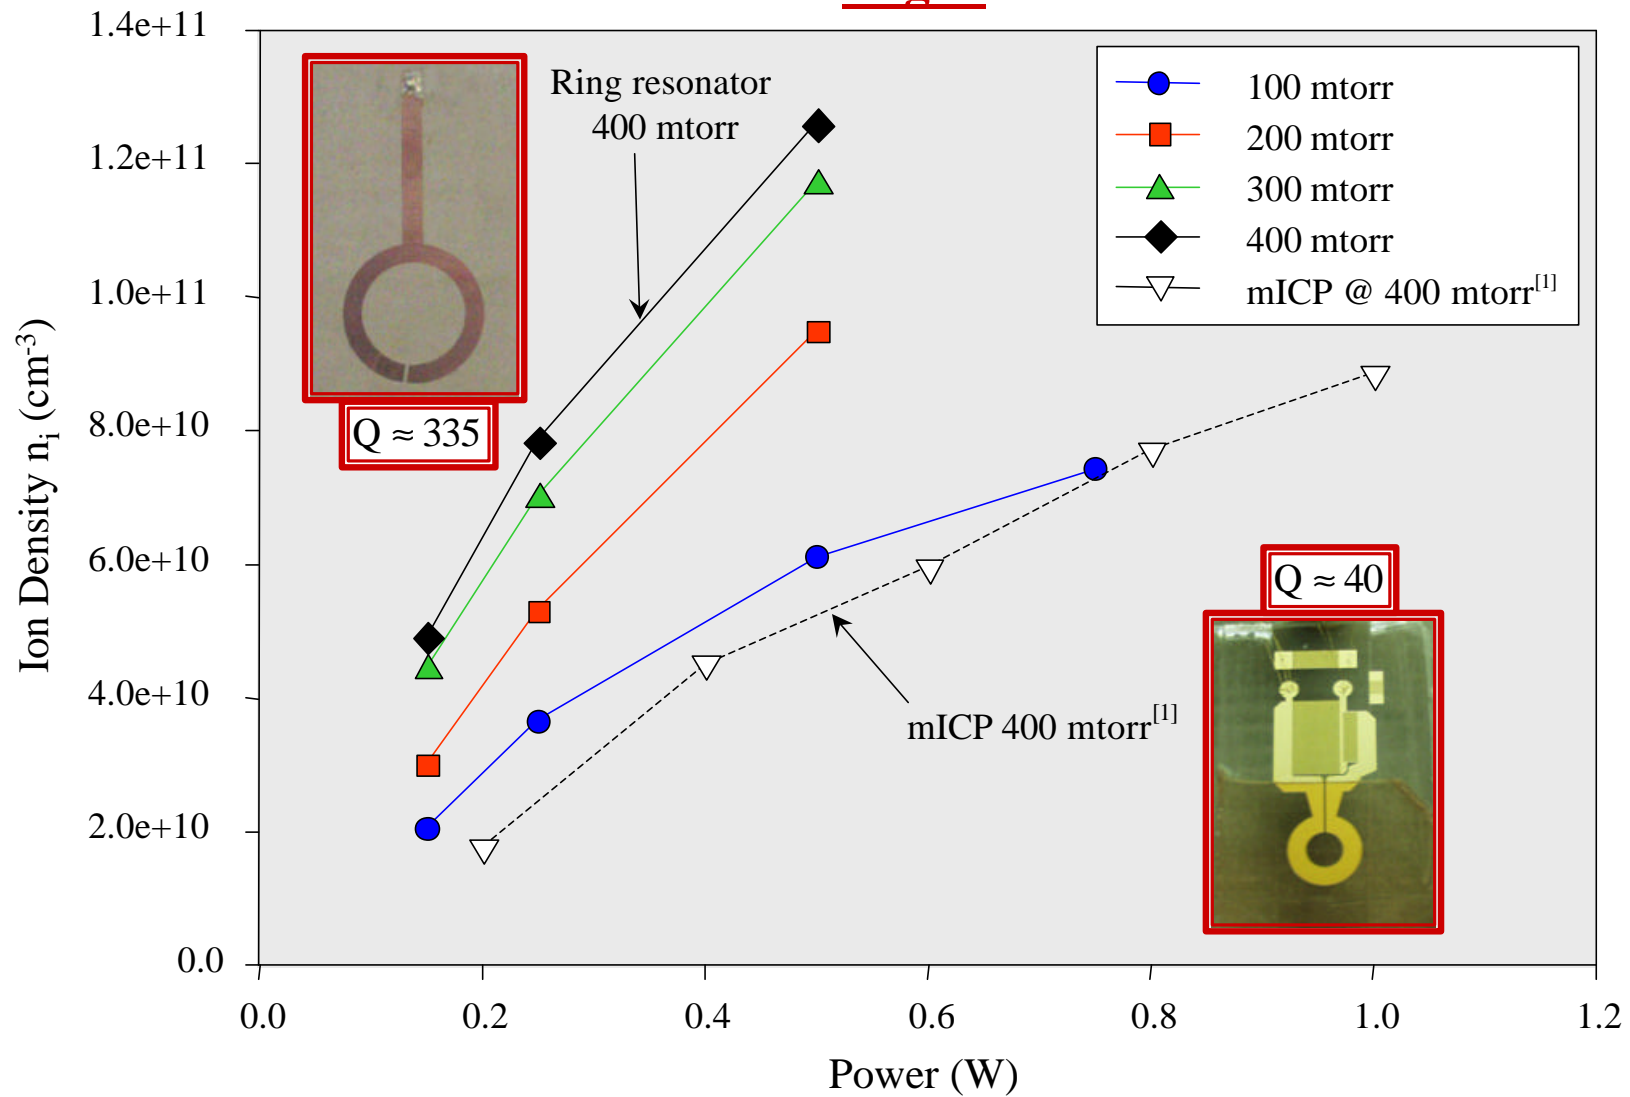 1.4e+11
1.2e+11
1.0e+11
8.0e+10
6.0e+10
4.0e+10
2.0e+10
0.0
Ion Density nᵢ (cm⁻³)
Ring resonator
400 mtorr
Q ≈ 335
100 mtorr
200 mtorr
300 mtorr
400 mtorr
mICP @ 400 mtorr[1]
Q ≈ 40
mICP 400 mtorr[1]
0.0 0.2 0.4 0.6 0.8 1.0 1.2
Power (W)